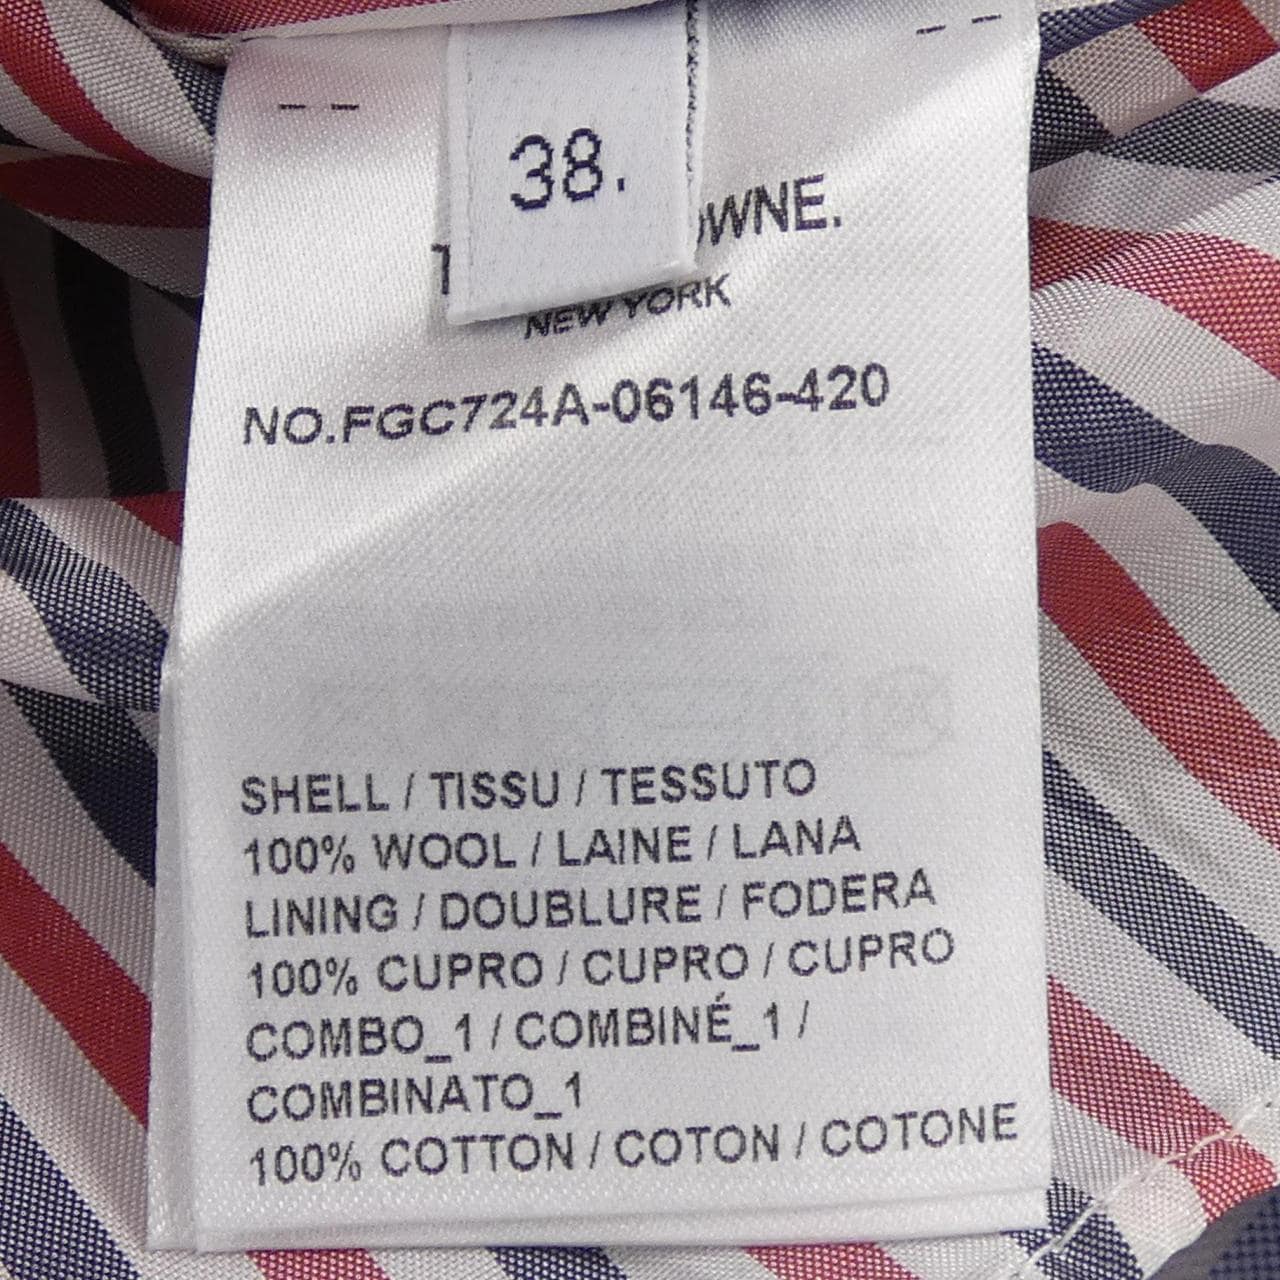 38.
NEW YORK
NO.FGC724A-06146-420
SHELL / TISSU / TESSUTO
100% WOOL / LAINE / LANA
LINING / DOUBLURE / FODERA
100% CUPRO / CUPRO / CUPRO
COMBO_1 / COMBINÉ_1 /
COMBINATO_1
100% COTTON / COTON / COTONE